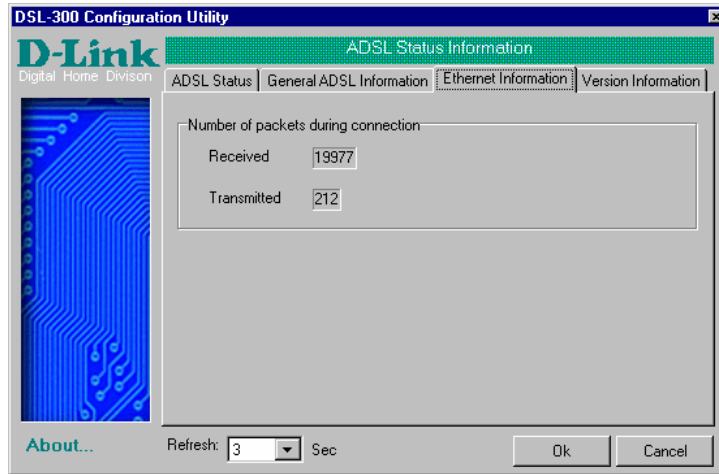 DSL-300 Configuration Utility
D-Link
Digital Home Divison
ADSL Status Information
ADSL Status General ADSL Information Ethernet Information Version Information
Number of packets during connection
Received 19977
Transmitted 212
About...
Refresh: 3 Sec
Ok Cancel